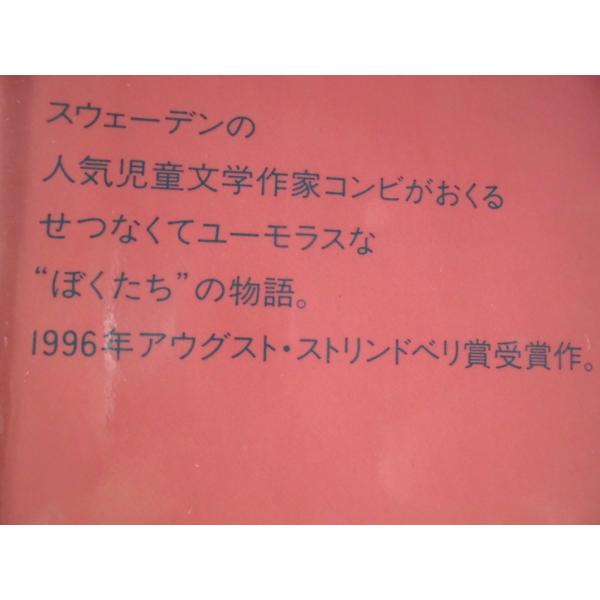 スウェーデンの
人気児童文学作家コンビがおくる
せつなくてユーモラスな
“ぼくたち”の物語。
1996年アウグスト・ストリンドベリ賞受賞作。